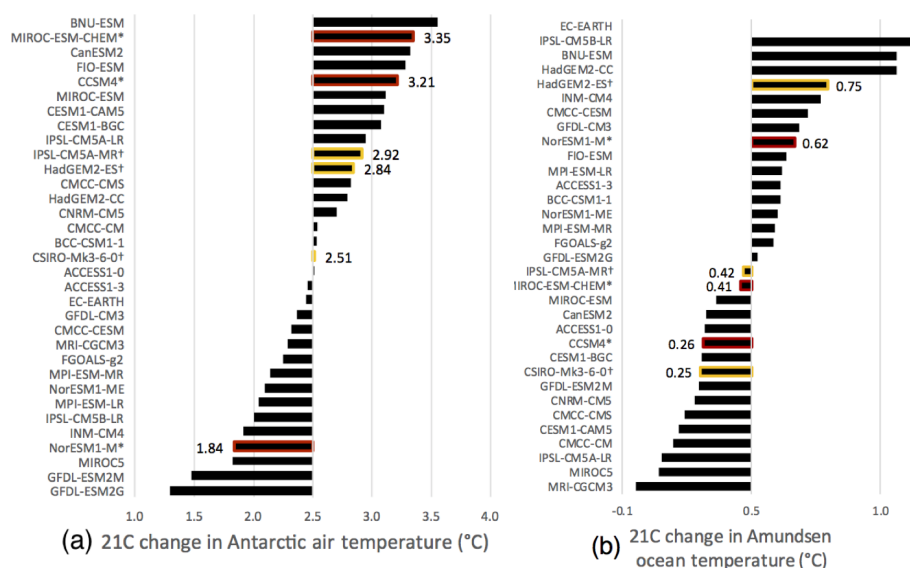 BNU-ESM
MIROC-ESM-CHEM*
3.35
CanESM2
FIO-ESM
CCSM4*
3.21
MIROC-ESM
CESM1-CAM5
CESM1-BGC
IPSL-CM5A-LR
IPSL-CM5A-MR†
2.92
HadGEM2-ES†
2.84
CMCC-CMS
HadGEM2-CC
CNRM-CM5
CMCC-CM
BCC-CSM1-1
CSIRO-Mk3-6-0†
2.51
ACCESS1-0
ACCESS1-3
EC-EARTH
GFDL-CM3
CMCC-CESM
MRI-CGCM3
FGOALS-g2
MPI-ESM-MR
NorESM1-ME
MPI-ESM-LR
IPSL-CM5B-LR
INM-CM4
NorESM1-M*
1.84
MIROC5
GFDL-ESM2M
GFDL-ESM2G
1.0 1.5 2.0 2.5 3.0 3.5 4.0
(a) 21C change in Antarctic air temperature (°C)
EC-EARTH
IPSL-CM5B-LR
BNU-ESM
HadGEM2-CC
HadGEM2-ES†
0.75
INM-CM4
CMCC-CESM
GFDL-CM3
NorESM1-M*
0.62
FIO-ESM
MPI-ESM-LR
ACCESS1-3
BCC-CSM1-1
NorESM1-ME
MPI-ESM-MR
FGOALS-g2
GFDL-ESM2G
IPSL-CM5A-MR†
0.42
IROC-ESM-CHEM*
0.41
MIROC-ESM
CanESM2
ACCESS1-0
CCSM4*
0.26
CESM1-BGC
CSIRO-Mk3-6-0†
0.25
GFDL-ESM2M
CNRM-CM5
CMCC-CMS
CESM1-CAM5
CMCC-CM
IPSL-CM5A-LR
MIROC5
MRI-CGCM3
-0.1 0.5 1.0
(b) 21C change in Amundsen
ocean temperature (°C)